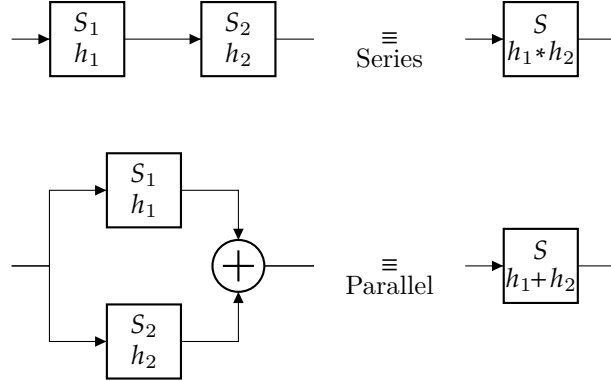 S₁
h₁
S₂
h₂
≡
Series
S
h₁*h₂
S₁
h₁
+
S₂
h₂
≡
Parallel
S
h₁+h₂